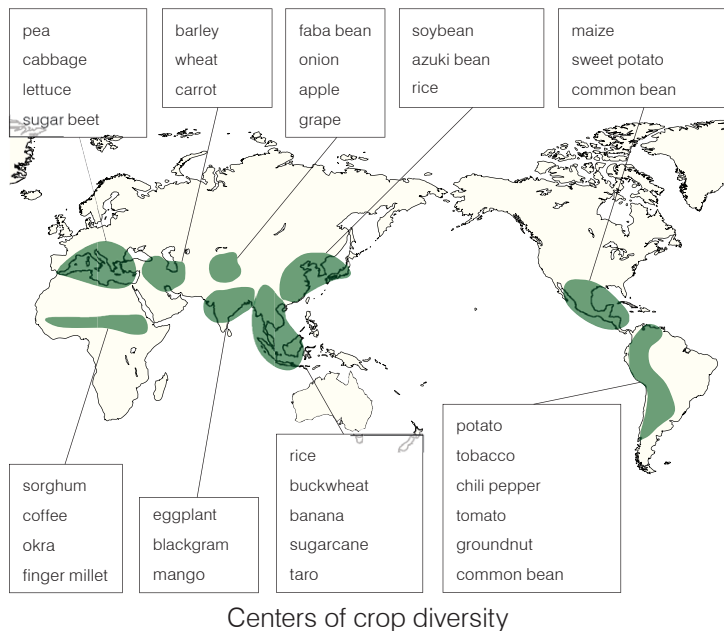 pea
cabbage
lettuce
sugar beet
barley
wheat
carrot
faba bean
onion
apple
grape
soybean
azuki bean
rice
maize
sweet potato
common bean
sorghum
coffee
okra
finger millet
eggplant
blackgram
mango
rice
buckwheat
banana
sugarcane
taro
potato
tobacco
chili pepper
tomato
groundnut
common bean
Centers of crop diversity